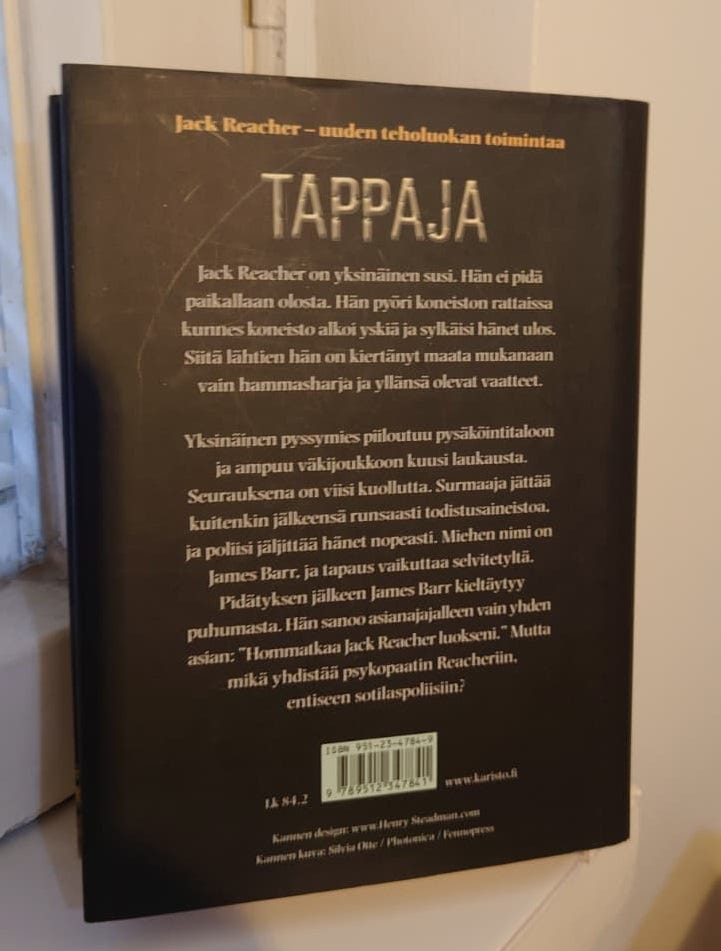 Jack Reacher – uuden teholuokan toimintaa
TAPPAJA
Jack Reacher on yksinäinen susi. Hän ei pidä
paikallaan olosta. Hän pyöri koneiston rattaissa
kunnes koneisto alkoi yskiä ja sylkäisi hänet ulos.
Siitä lähtien hän on kiertänyt maata mukanaan
vain hammasharja ja yllänsä olevat vaatteet.
Yksinäinen pyssymies piiloutuu pysäköintitaloon
ja ampuu väkijoukkoon kuusi laukausta.
Seurauksena on viisi kuollutta. Surmaaja jättää
kuitenkin jälkeensä runsaasti todistusaineistoa,
ja poliisi jäljittää hänet nopeasti. Miehen nimi on
James Barr, ja tapaus vaikuttaa selvitetyltä.
Pidätyksen jälkeen James Barr kieltäytyy
puhumasta. Hän sanoo asianajajalleen vain yhden
asian: "Hommatkaa Jack Reacher luokseni." Mutta
mikä yhdistää psykopaatin Reacheriin,
entiseen sotilaspoliisiin?
ISBN 951-23-4784-9
9 789512 347841
Lk 84.2
www.karisto.fi
Kannen design: www.Henry Steadman.com
Kannen kuva: Silvia Otte / Photonica / Fennopress